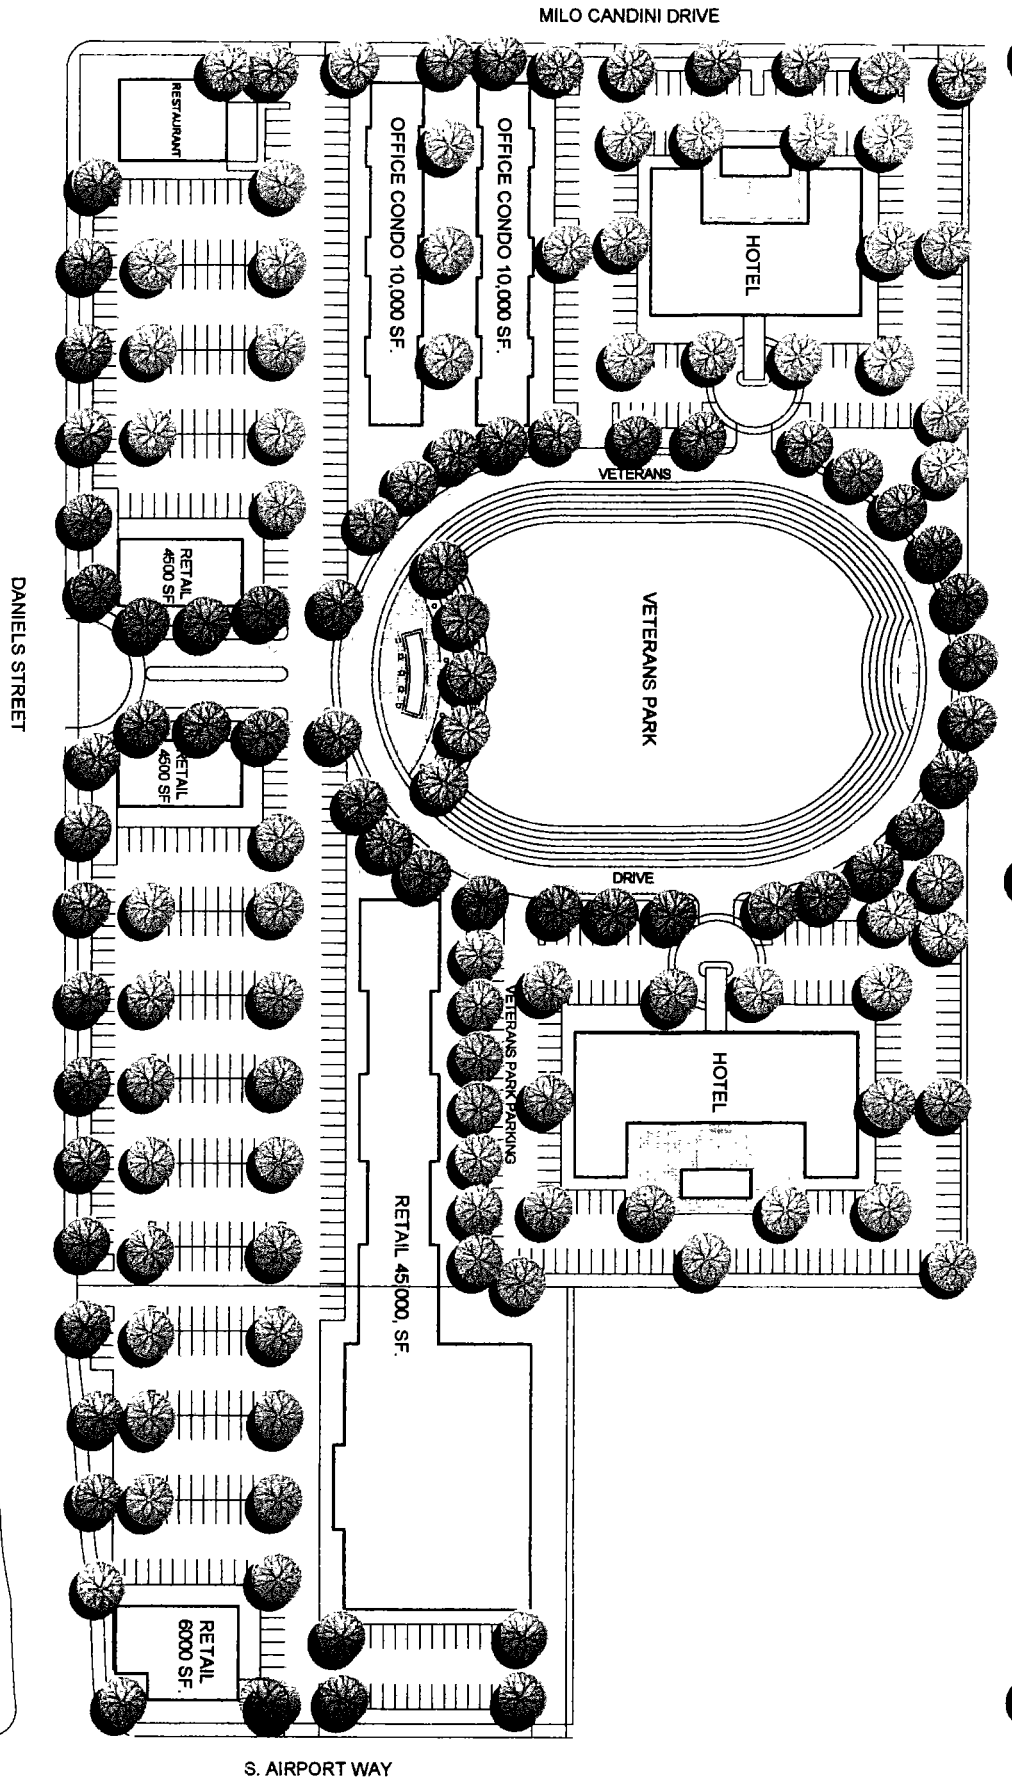 MILO CANDINI DRIVE
RESTAURANT
OFFICE CONDO 10,000 SF.
OFFICE CONDO 10,000 SF.
HOTEL
VETERANS
RETAIL
4500 SF
VETERANS PARK
DANIELS STREET
RETAIL
4500 SF
DRIVE
VETERANS PARK PARKING
HOTEL
RETAIL 45000, SF.
RETAIL
6000 SF.
S. AIRPORT WAY